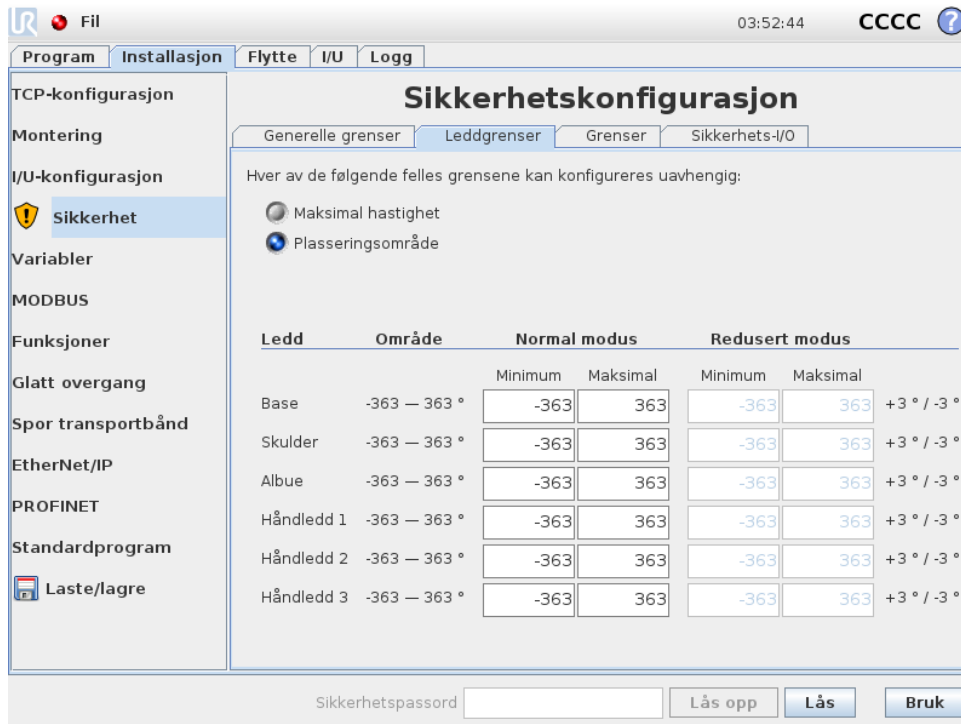 UR Fil 03:52:44 CCCC ?
Program Installasjon Flytte I/U Logg
TCP-konfigurasjon
Montering
I/U-konfigurasjon
Sikkerhet
Variabler
MODBUS
Funksjoner
Glatt overgang
Spor transportbånd
EtherNet/IP
PROFINET
Standardprogram
Laste/lagre
Sikkerhetskonfigurasjon
Generelle grenser Leddgrenser Grenser Sikkerhets-I/O
Hver av de følgende felles grensene kan konfigureres uavhengig:
Maksimal hastighet
Plasseringsområde
Ledd Område Normal modus Redusert modus
Minimum Maksimal Minimum Maksimal
Base -363 — 363 ° -363 363 -363 363 +3 ° / -3 °
Skulder -363 — 363 ° -363 363 -363 363 +3 ° / -3 °
Albue -363 — 363 ° -363 363 -363 363 +3 ° / -3 °
Håndledd 1 -363 — 363 ° -363 363 -363 363 +3 ° / -3 °
Håndledd 2 -363 — 363 ° -363 363 -363 363 +3 ° / -3 °
Håndledd 3 -363 — 363 ° -363 363 -363 363 +3 ° / -3 °
Sikkerhetspassord Lås opp Lås Bruk